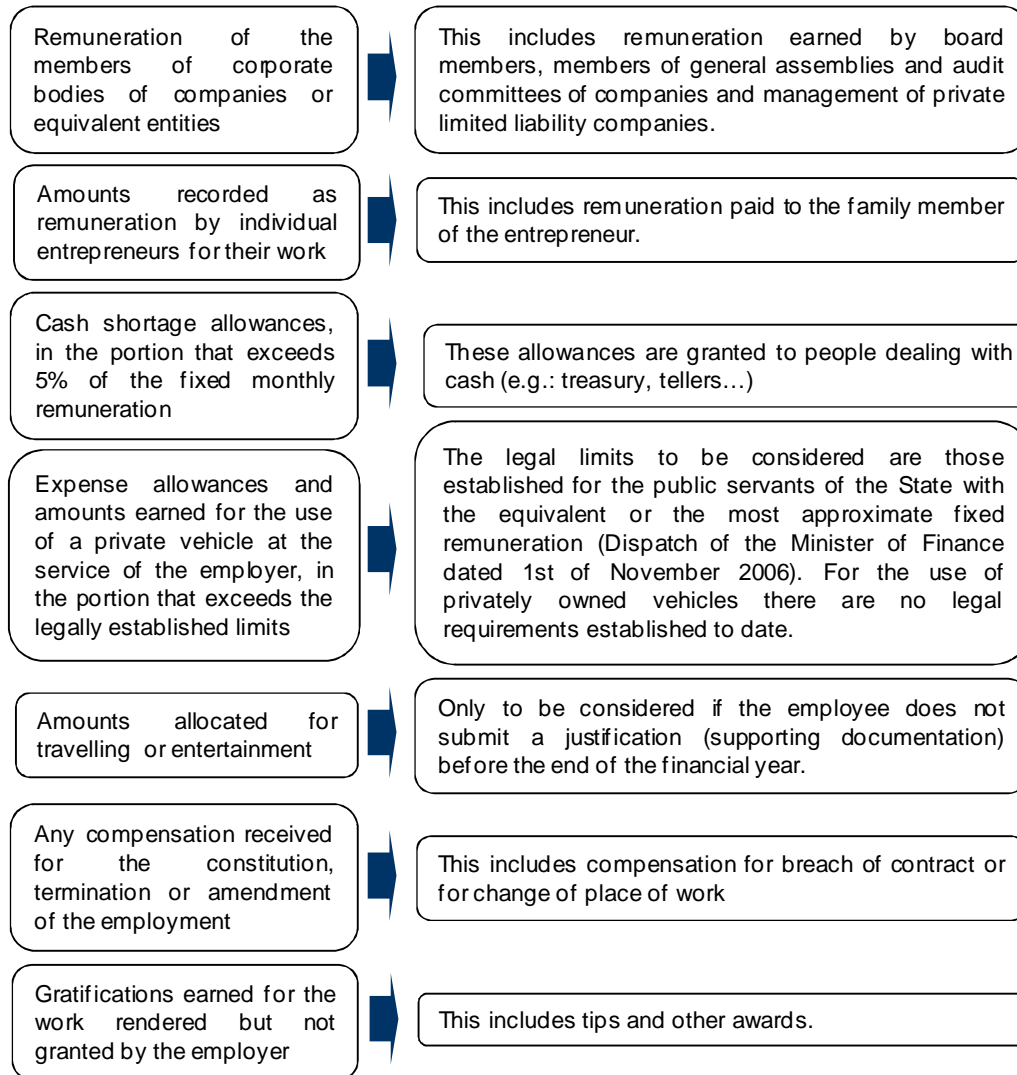 Remuneration of the
members of corporate
bodies of companies or
equivalent entities
This includes remuneration earned by board
members, members of general assemblies and audit
committees of companies and management of private
limited liability companies.
Amounts recorded as
remuneration by individual
entrepreneurs for their work
This includes remuneration paid to the family member
of the entrepreneur.
Cash shortage allowances,
in the portion that exceeds
5% of the fixed monthly
remuneration
These allowances are granted to people dealing with
cash (e.g.: treasury, tellers…)
Expense allowances and
amounts earned for the use
of a private vehicle at the
service of the employer, in
the portion that exceeds the
legally established limits
The legal limits to be considered are those
established for the public servants of the State with
the equivalent or the most approximate fixed
remuneration (Dispatch of the Minister of Finance
dated 1st of November 2006). For the use of
privately owned vehicles there are no legal
requirements established to date.
Amounts allocated for
travelling or entertainment
Only to be considered if the employee does not
submit a justification (supporting documentation)
before the end of the financial year.
Any compensation received
for the constitution,
termination or amendment
of the employment
This includes compensation for breach of contract or
for change of place of work
Gratifications earned for the
work rendered but not
granted by the employer
This includes tips and other awards.